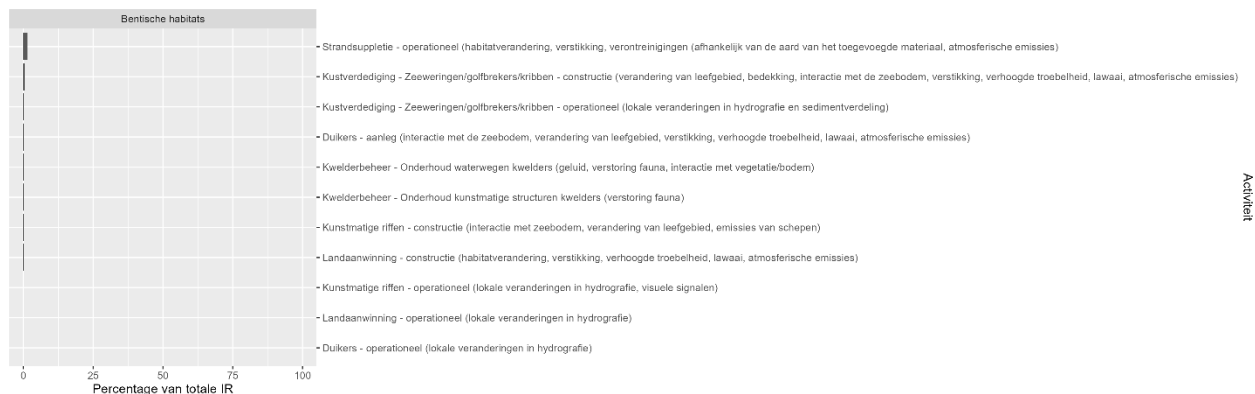 Bentische habitats
Strandsuppletie - operationeel (habitatverandering, verstikking, verontreinigingen (afhankelijk van de aard van het toegevoegde materiaal, atmosferische emissies)
Kustverdediging - Zeeweringen/golfbrekers/kribben - constructie (verandering van leefgebied, bedekking, interactie met de zeebodem, verstikking, verhoogde troebelheid, lawaai, atmosferische emissies)
Kustverdediging - Zeeweringen/golfbrekers/kribben - operationeel (lokale veranderingen in hydrografie en sedimentverdeling)
Duikers - aanleg (interactie met de zeebodem, verandering van leefgebied, verstikking, verhoogde troebelheid, lawaai, atmosferische emissies)
Kwelderbeheer - Onderhoud waterwegen kwelders (geluid, verstoring fauna, interactie met vegetatie/bodem)
Kwelderbeheer - Onderhoud kunstmatige structuren kwelders (verstoring fauna)
Kunstmatige riffen - constructie (interactie met zeebodem, verandering van leefgebied, emissies van schepen)
Landaanwinning - constructie (habitatverandering, verstikking, verhoogde troebelheid, lawaai, atmosferische emissies)
Kunstmatige riffen - operationeel (lokale veranderingen in hydrografie, visuele signalen)
Landaanwinning - operationeel (lokale veranderingen in hydrografie)
Duikers - operationeel (lokale veranderingen in hydrografie)
0 25 50 75 100
Percentage van totale IR
Activiteit